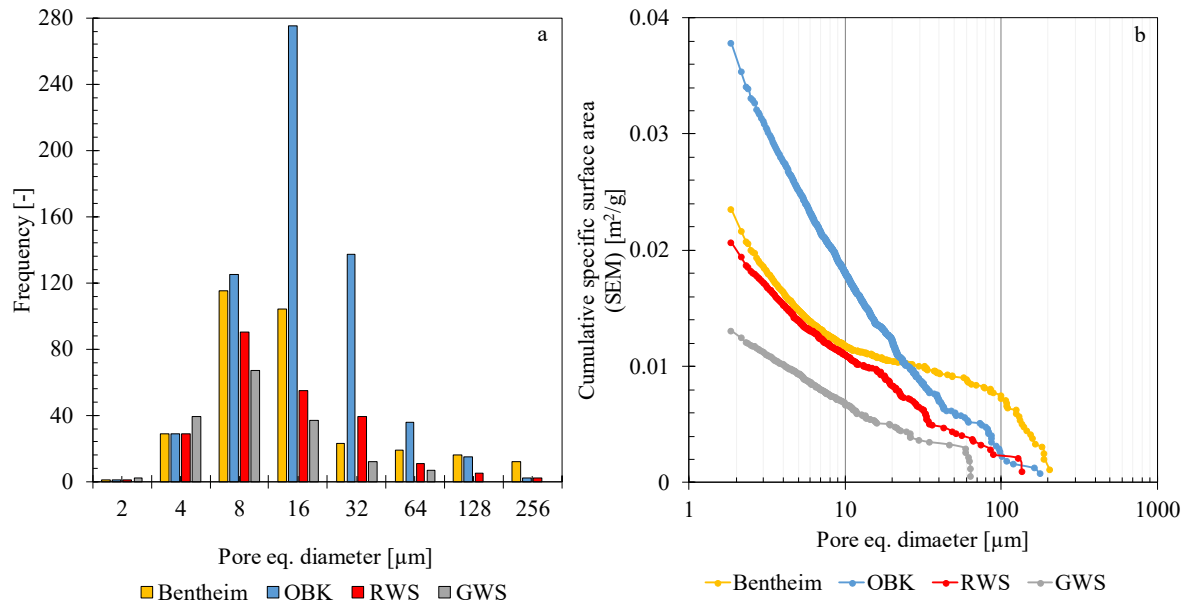 a
280
240
200
160
120
80
40
0
Frequency [-]
2 4 8 16 32 64 128 256
Pore eq. diameter [µm]
Bentheim OBK RWS GWS
b
0.04
0.03
0.02
0.01
0
Cumulative specific surface area
(SEM) [m²/g]
1 10 100 1000
Pore eq. dimaeter [µm]
Bentheim OBK RWS GWS